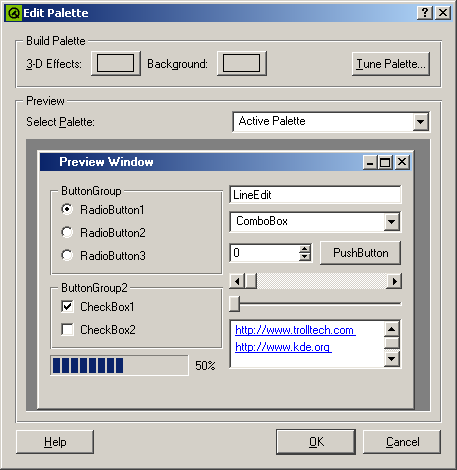 Edit Palette
Build Palette
3-D Effects:
Background:
Tune Palette...
Preview
Select Palette:
Active Palette
Preview Window
ButtonGroup
RadioButton1
RadioButton2
RadioButton3
ButtonGroup2
CheckBox1
CheckBox2
50%
LineEdit
ComboBox
0
PushButton
http://www.trolltech.com
http://www.kde.org
Help
OK
Cancel